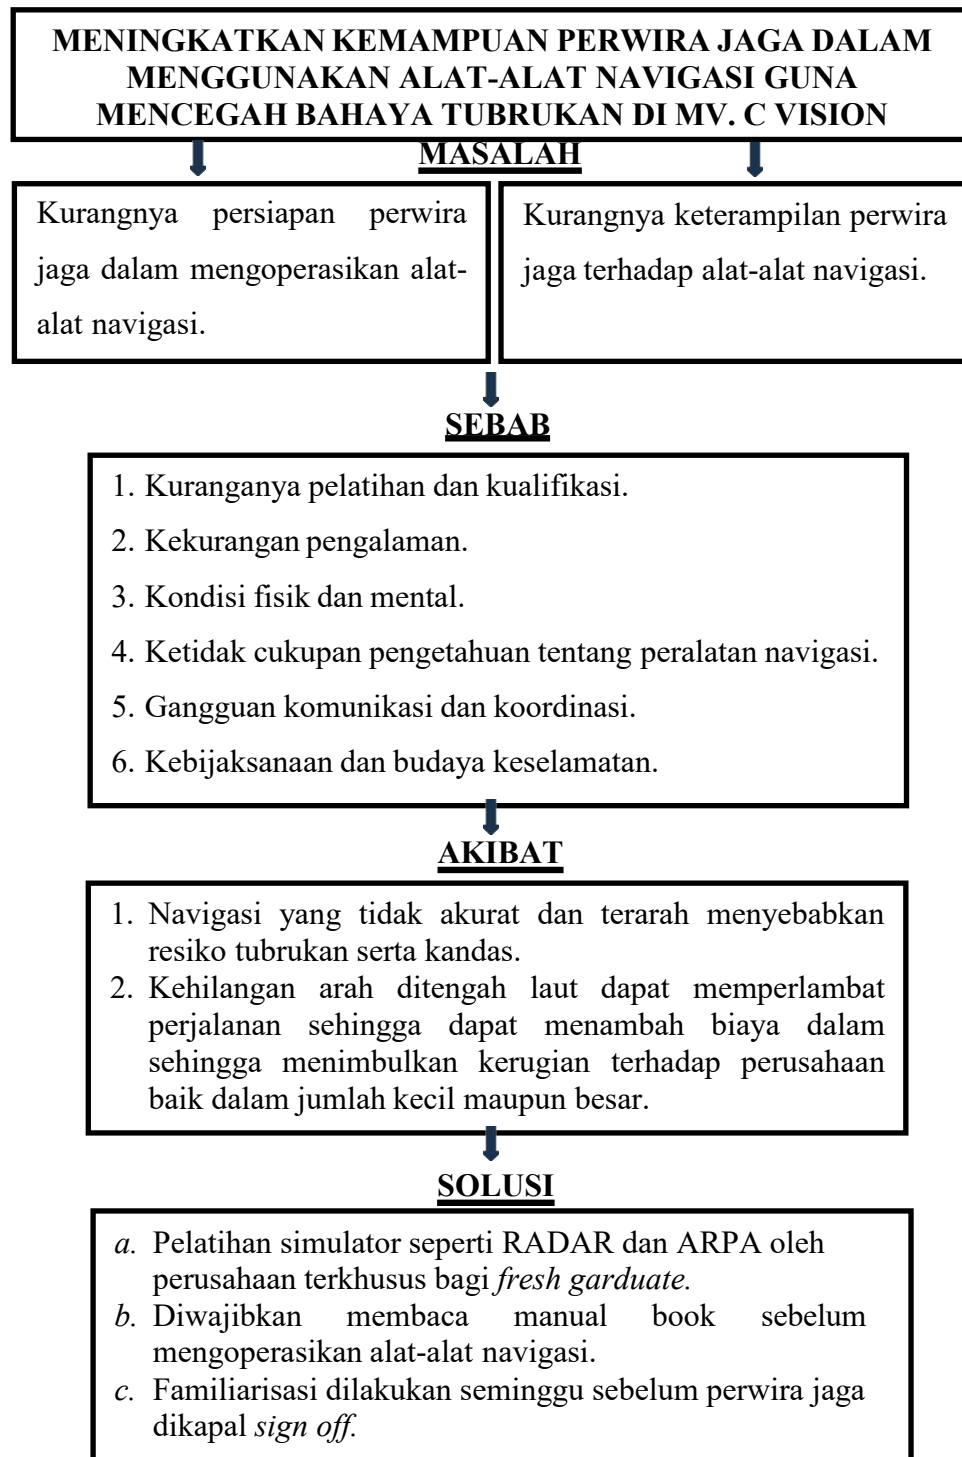 MENINGKATKAN KEMAMPUAN PERWIRA JAGA DALAM
MENGGUNAKAN ALAT-ALAT NAVIGASI GUNA
MENCEGAH BAHAYA TUBRUKAN DI MV. C VISION
MASALAH
Kurangnya persiapan perwira
jaga dalam mengoperasikan alat-
alat navigasi.
Kurangnya keterampilan perwira
jaga terhadap alat-alat navigasi.
SEBAB
1. Kuranganya pelatihan dan kualifikasi.
2. Kekurangan pengalaman.
3. Kondisi fisik dan mental.
4. Ketidak cukupan pengetahuan tentang peralatan navigasi.
5. Gangguan komunikasi dan koordinasi.
6. Kebijaksanaan dan budaya keselamatan.
AKIBAT
1. Navigasi yang tidak akurat dan terarah menyebabkan
resiko tubrukan serta kandas.
2. Kehilangan arah ditengah laut dapat memperlambat
perjalanan sehingga dapat menambah biaya dalam
sehingga menimbulkan kerugian terhadap perusahaan
baik dalam jumlah kecil maupun besar.
SOLUSI
a. Pelatihan simulator seperti RADAR dan ARPA oleh
perusahaan terkhusus bagi fresh garduate.
b. Diwajibkan membaca manual book sebelum
mengoperasikan alat-alat navigasi.
c. Familiarisasi dilakukan seminggu sebelum perwira jaga
dikapal sign off.